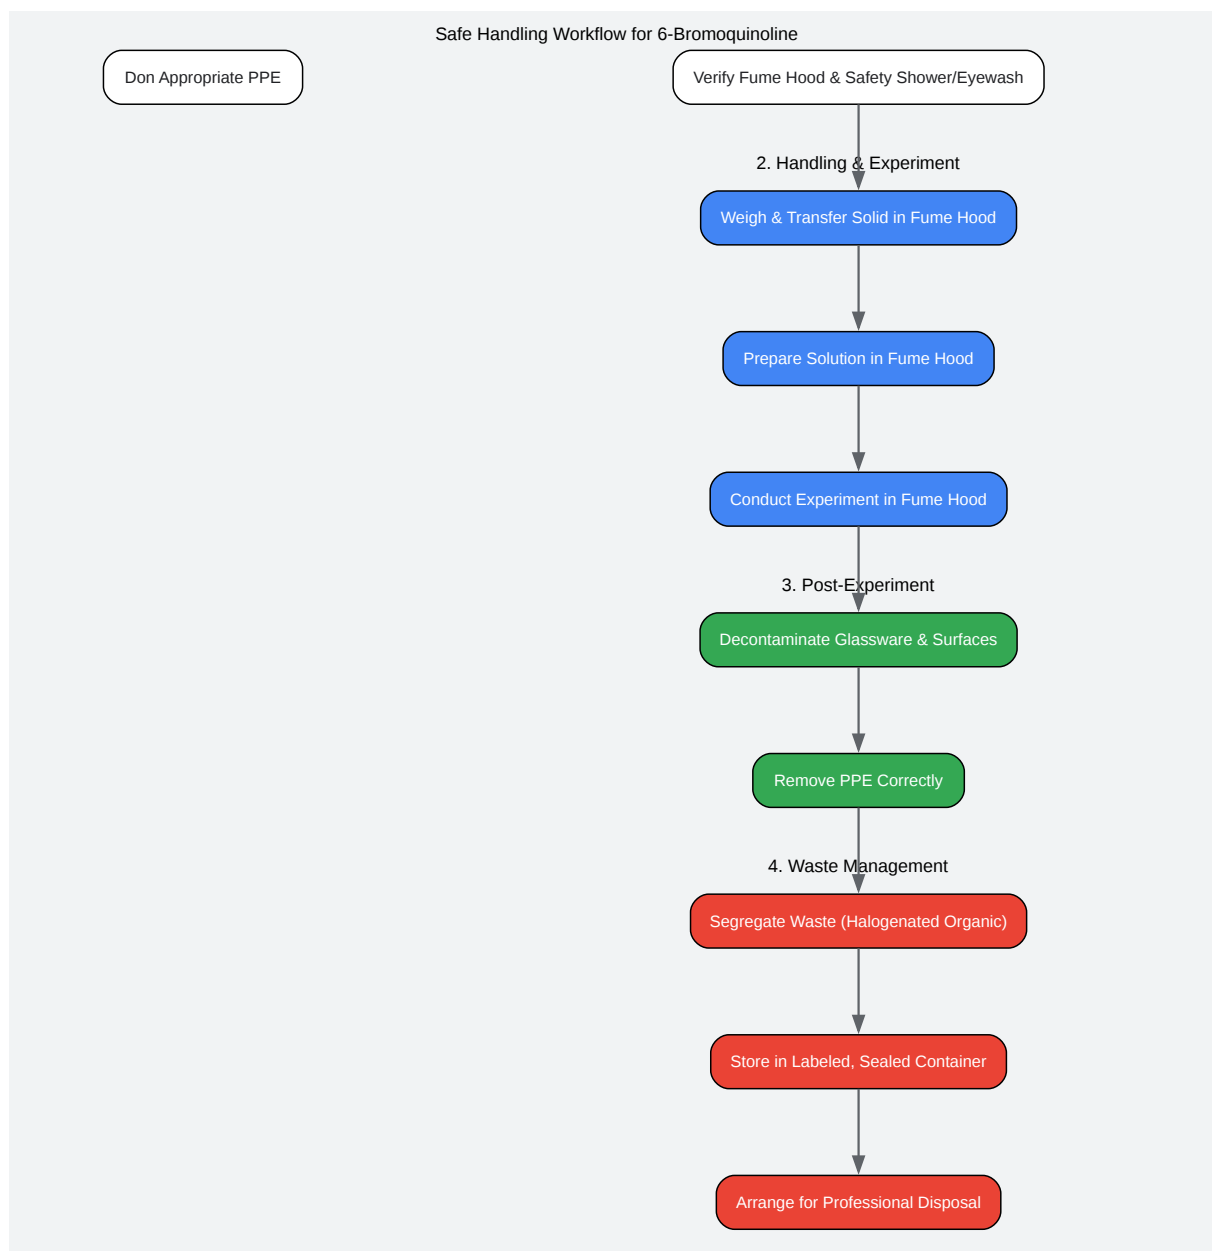 Safe Handling Workflow for 6-Bromoquinoline
Don Appropriate PPE
Verify Fume Hood & Safety Shower/Eyewash
2. Handling & Experiment
Weigh & Transfer Solid in Fume Hood
Prepare Solution in Fume Hood
Conduct Experiment in Fume Hood
3. Post-Experiment
Decontaminate Glassware & Surfaces
Remove PPE Correctly
4. Waste Management
Segregate Waste (Halogenated Organic)
Store in Labeled, Sealed Container
Arrange for Professional Disposal